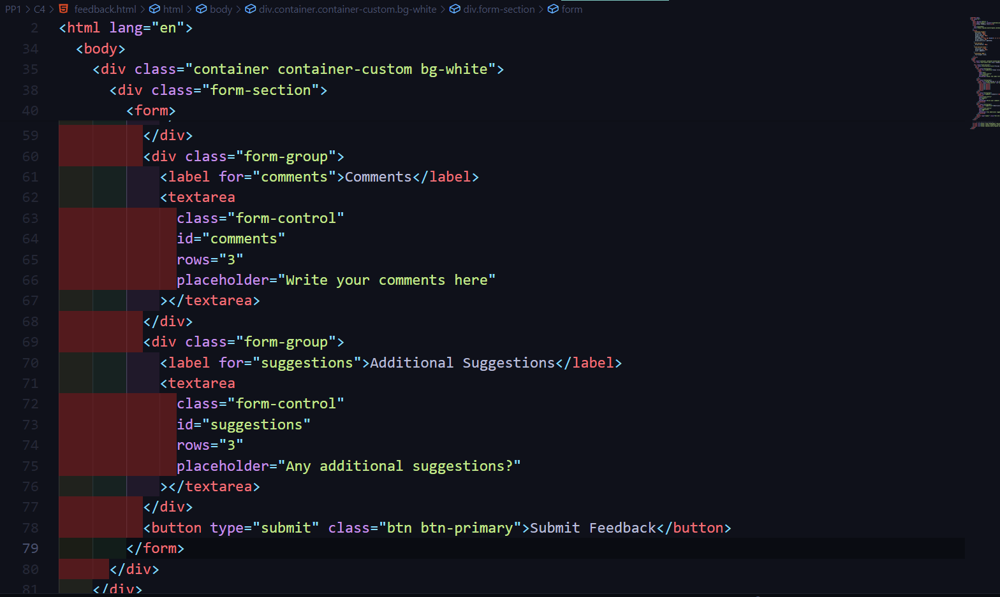 PP1 > C4 > feedback.html > html > body > div.container.container-custom.bg-white > div.form-section > form
2 <html lang="en">
34 <body>
35 <div class="container container-custom bg-white">
38 <div class="form-section">
40 <form>
59 </div>
60 <div class="form-group">
61 <label for="comments">Comments</label>
62 <textarea
63 class="form-control"
64 id="comments"
65 rows="3"
66 placeholder="Write your comments here"
67 ></textarea>
68 </div>
69 <div class="form-group">
70 <label for="suggestions">Additional Suggestions</label>
71 <textarea
72 class="form-control"
73 id="suggestions"
74 rows="3"
75 placeholder="Any additional suggestions?"
76 ></textarea>
77 </div>
78 <button type="submit" class="btn btn-primary">Submit Feedback</button>
79 </form>
80 </div>
81 </div>